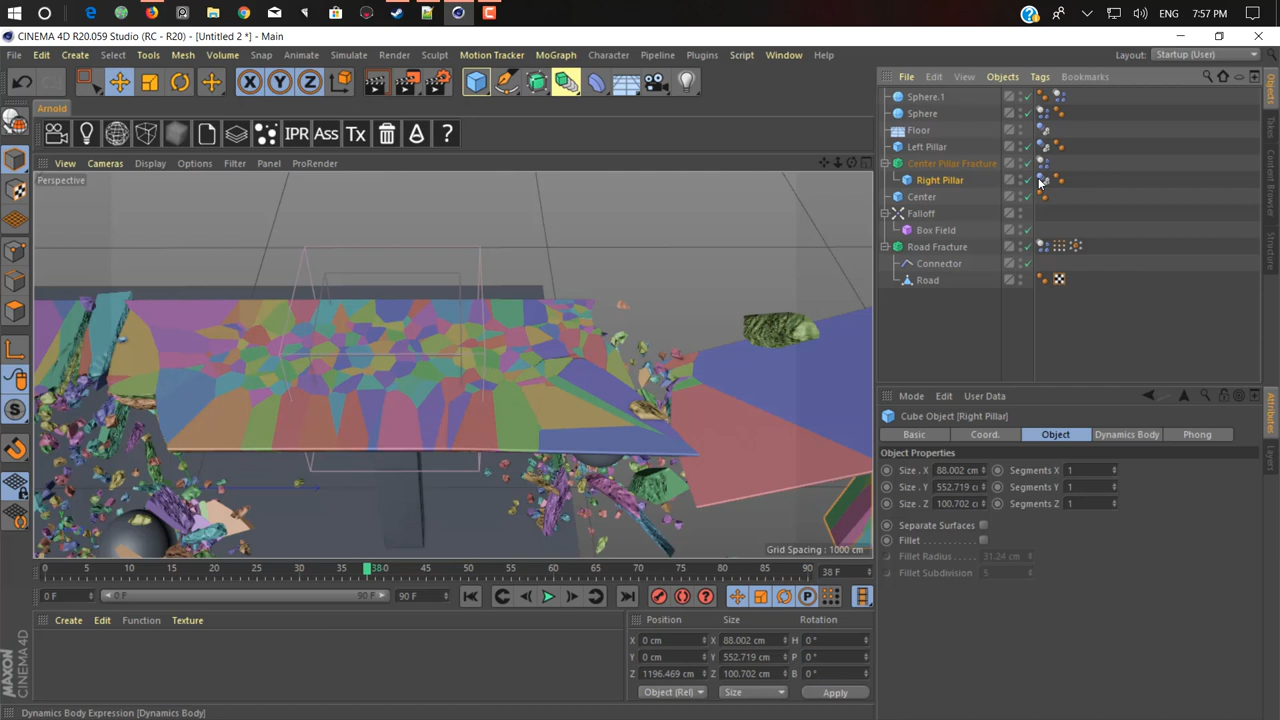 ENG 7:57 PM
CINEMA 4D R20.059 Studio (RC - R20) - [Untitled 2 *] - Main
File Edit Create Select Tools Mesh Volume Snap Animate Simulate Render Sculpt Motion Tracker MoGraph Character Pipeline Plugins Script Window Help Layout: Startup (User)
X Y Z
File Edit View Objects Tags Bookmarks
Arnold
IPR Ass Tx ?
View Cameras Display Options Filter Panel ProRender
Perspective
Sphere.1
Sphere
Floor
Left Pillar
Center Pillar Fracture
Right Pillar
Center
Falloff
Box Field
Road Fracture
Connector
Road
Objects
Takes
Content Browser
Structure
Attributes
Layers
Mode Edit User Data
Cube Object [Right Pillar]
Basic Coord. Object Dynamics Body Phong
Object Properties
Size . X 88.002 cm Segments X 1
Size . Y 552.719 c Segments Y 1
Size . Z 100.702 cm Segments Z 1
Separate Surfaces
Fillet
Fillet Radius 31.24 cm
Fillet Subdivision 5
Grid Spacing : 1000 cm
0 5 10 15 20 25 30 35 380 45 50 55 60 65 70 75 80 85 90 38 F
0 F 0 F 90 F 90 F
Create Edit Function Texture
Position Size Rotation
X 0 cm X 88.002 cm H 0 °
Y 0 cm Y 552.719 cm P 0 °
Z 1196.469 cm Z 100.702 cm B 0 °
Object (Rel) Size Apply
MAXON CINEMA 4D
Dynamics Body Expression [Dynamics Body]